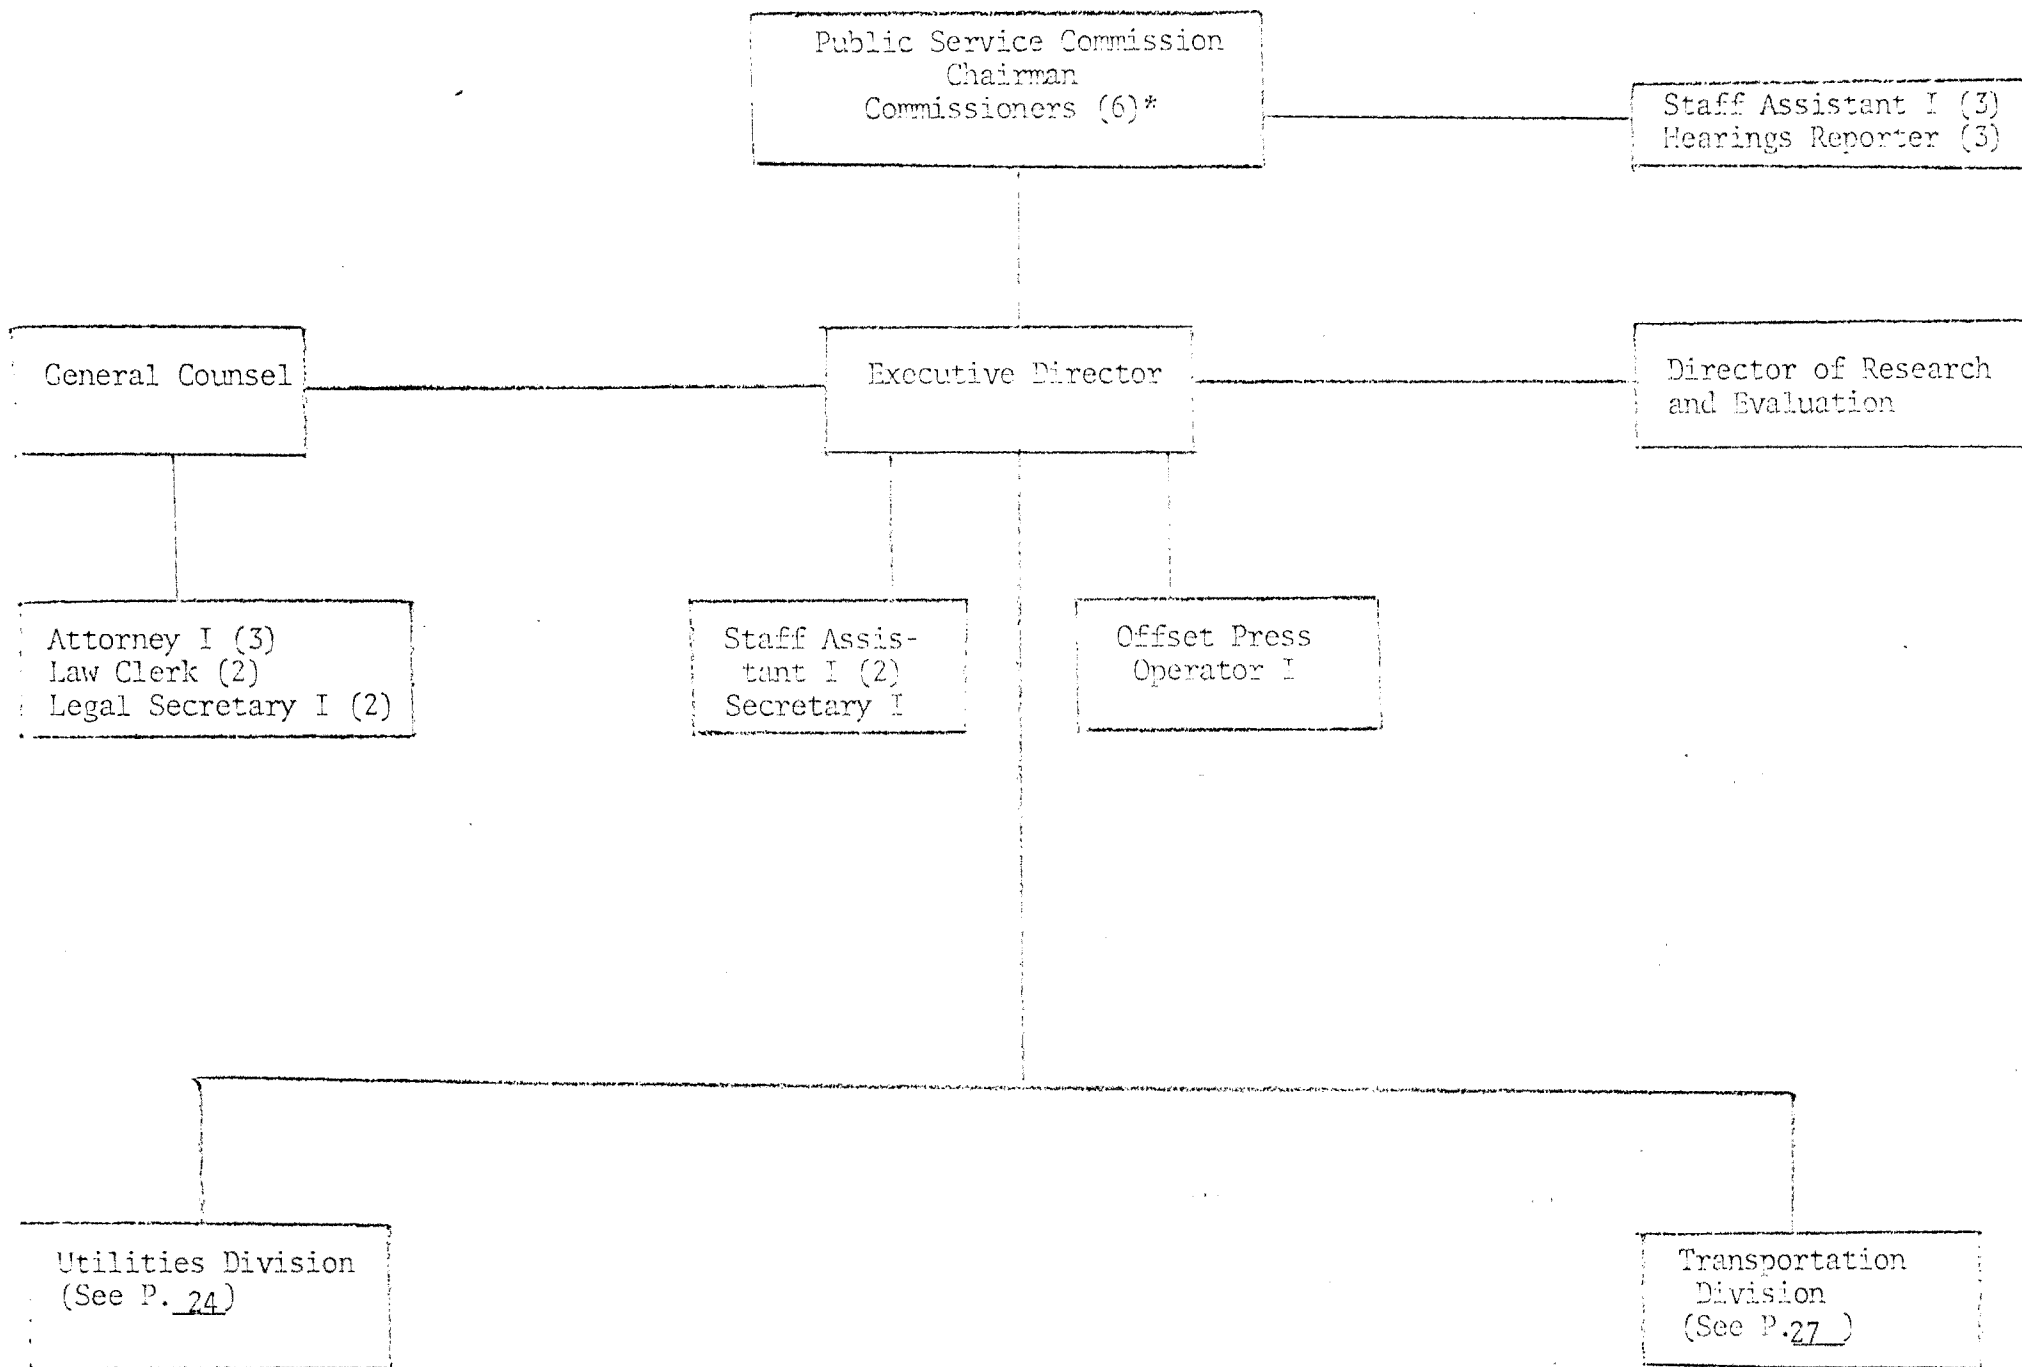 Public Service Commission
Chairman
Commissioners (6)*
Staff Assistant I (3)
Hearings Reporter (3)
General Counsel
Executive Director
Director of Research
and Evaluation
Attorney I (3)
Law Clerk (2)
Legal Secretary I (2)
Staff Assis-
tant I (2)
Secretary I
Offset Press
Operator I
Utilities Division
(See P. 24)
Transportation
Division
(See P.27)